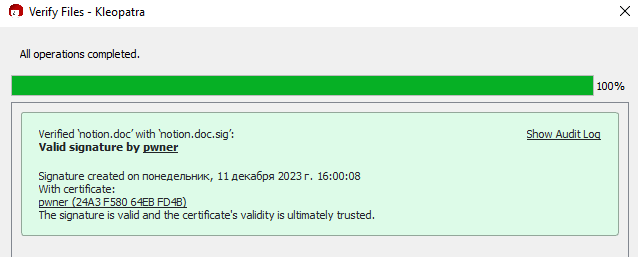 Verify Files - Kleopatra
All operations completed.
100%
Verified 'notion.doc' with 'notion.doc.sig':
Show Audit Log
Valid signature by pwner
Signature created on понедельник, 11 декабря 2023 г. 16:00:08
With certificate:
pwner (24A3 F580 64EB FD4B)
The signature is valid and the certificate's validity is ultimately trusted.